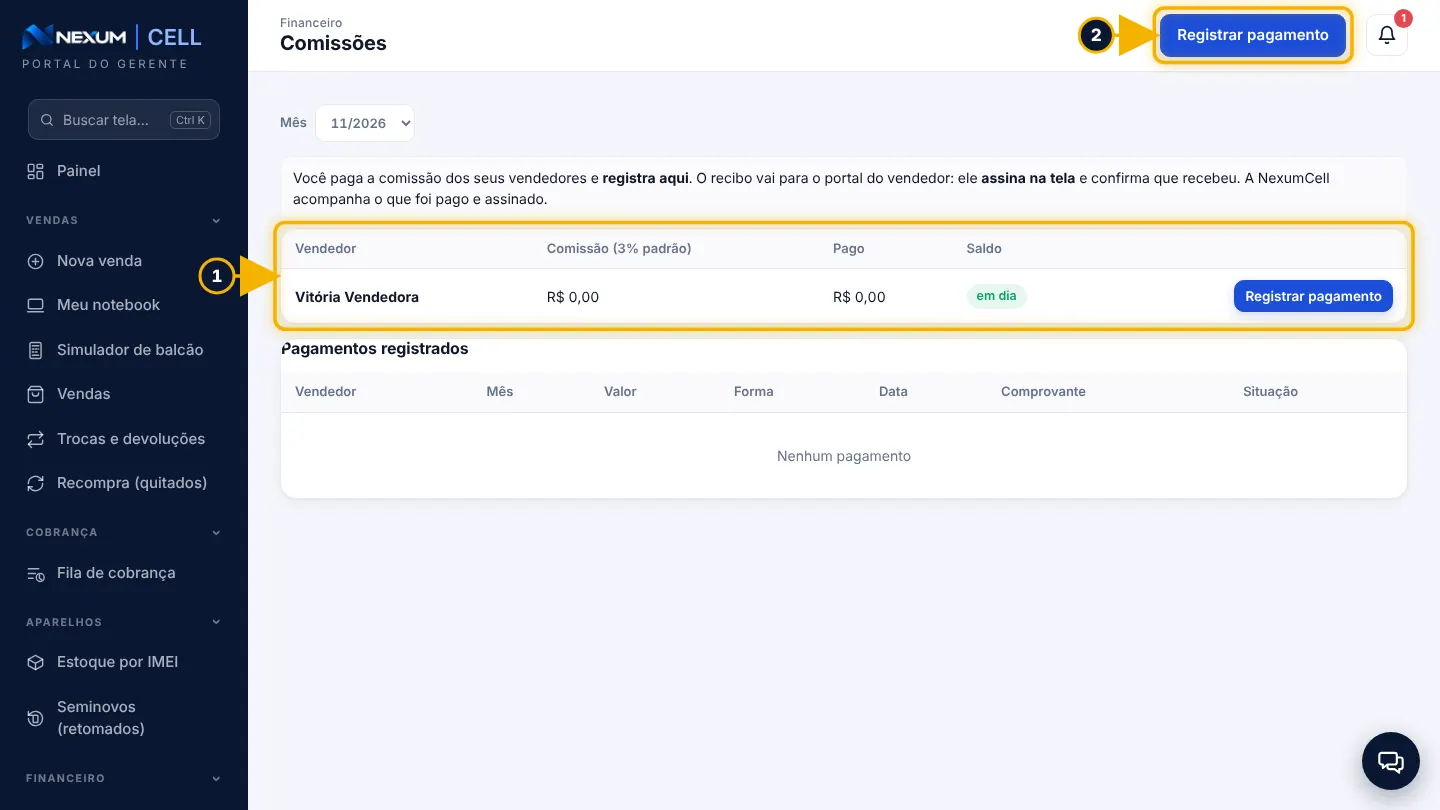 NEXUM | CELL
PORTAL DO GERENTE
Buscar tela... Ctrl K
Painel
VENDAS
Nova venda
Meu notebook
Simulador de balcão
Vendas
Trocas e devoluções
Recompra (quitados)
COBRANÇA
Fila de cobrança
APARELHOS
Estoque por IMEI
Seminovos
(retomados)
FINANCEIRO
Financeiro
Comissões
2
Registrar pagamento
1
Mês 11/2026
Você paga a comissão dos seus vendedores e registra aqui. O recibo vai para o portal do vendedor: ele assina na tela e confirma que recebeu. A NexumCell
acompanha o que foi pago e assinado.
1
Vendedor Comissão (3% padrão) Pago Saldo
Vitória Vendedora R$ 0,00 R$ 0,00 em dia Registrar pagamento
Pagamentos registrados
Vendedor Mês Valor Forma Data Comprovante Situação
Nenhum pagamento